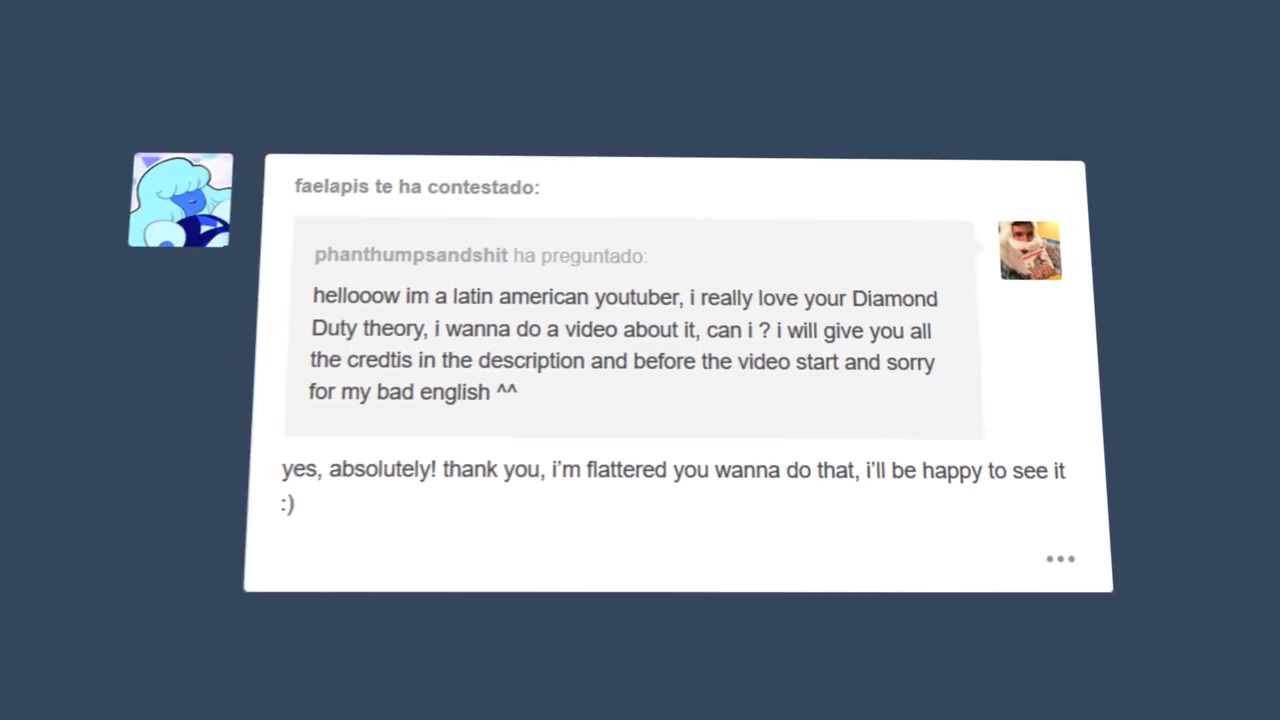 faelapis te ha contestado:
phanthumpsandshit ha preguntado:
hellooow im a latin american youtuber, i really love your Diamond
Duty theory, i wanna do a video about it, can i ? i will give you all
the credtis in the description and before the video start and sorry
for my bad english ^^
yes, absolutely! thank you, i'm flattered you wanna do that, i'll be happy to see it
:)